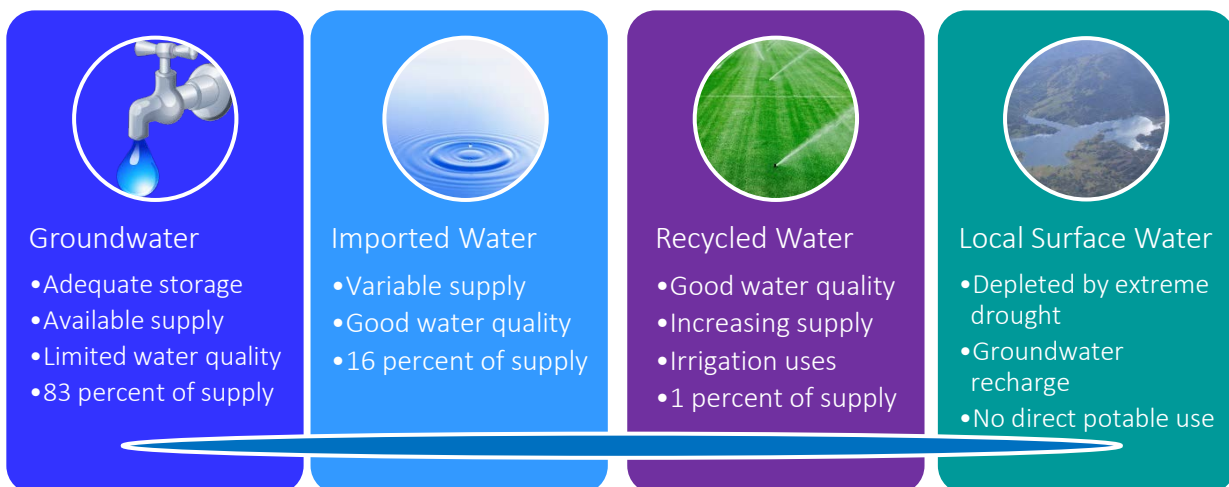 Groundwater
•Adequate storage
•Available supply
•Limited water quality
•83 percent of supply
Imported Water
•Variable supply
•Good water quality
•16 percent of supply
Recycled Water
•Good water quality
•Increasing supply
•Irrigation uses
•1 percent of supply
Local Surface Water
•Depleted by extreme
drought
•Groundwater
recharge
•No direct potable use